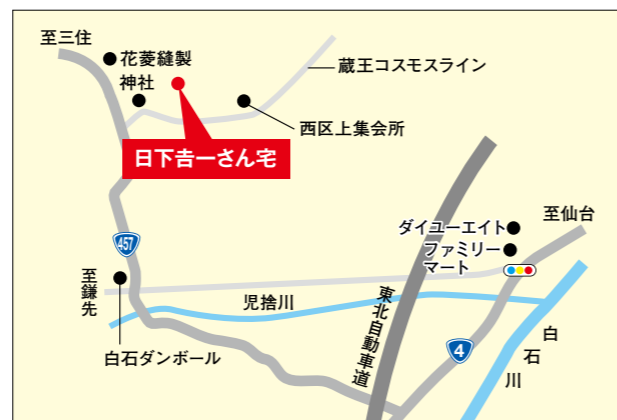 至三住
花菱縫製
神社
蔵王コスモスライン
西区上集会所
日下吉一さん宅
457
至仙台
ダイユーエイト
ファミリー
マート
至鎌先
児捨川
東北自動車道
白石川
4
白石ダンボール